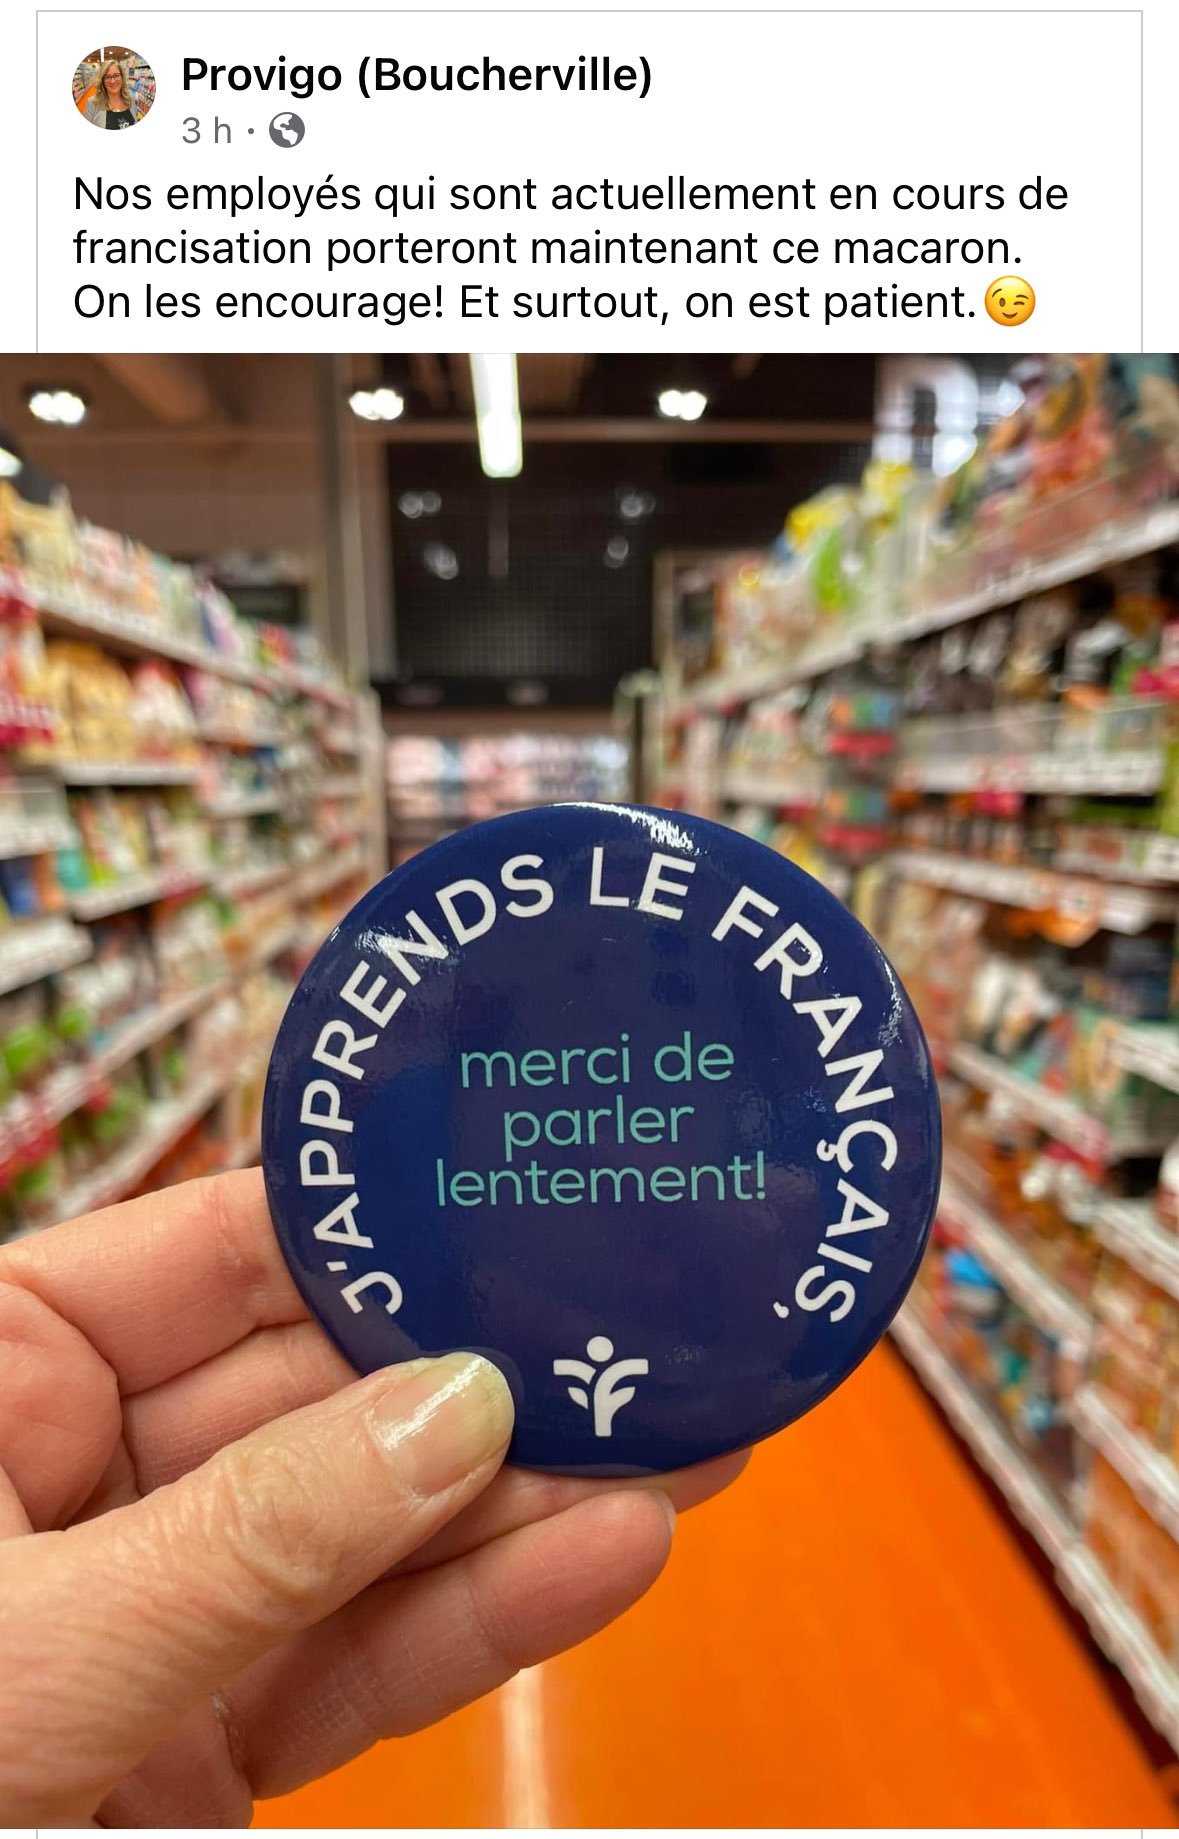 Provigo (Boucherville)
3 h ·
Nos employés qui sont actuellement en cours de
francisation porteront maintenant ce macaron.
On les encourage! Et surtout, on est patient.😉
J'APPRENDS LE FRANÇAIS,
merci de
parler
lentement!